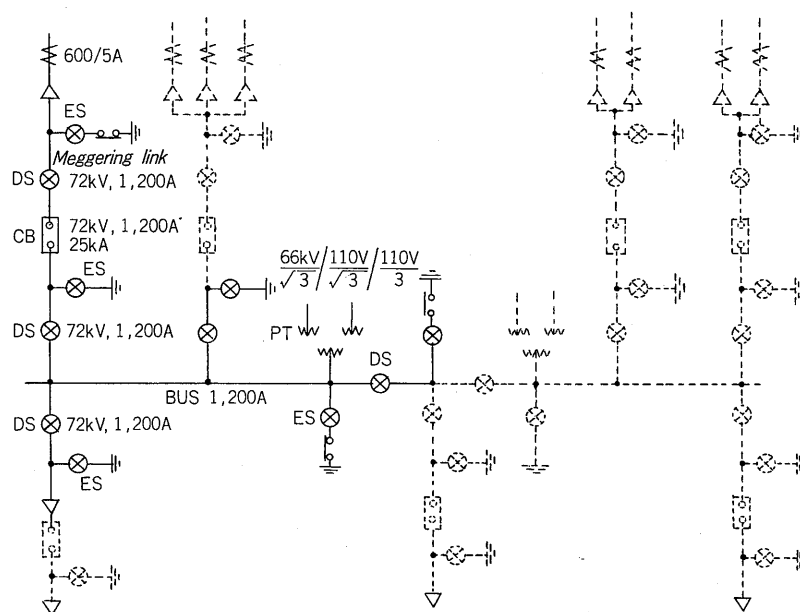 600/5A
ES
Meggering link
DS 72kV, 1,200A
CB 72kV, 1,200A
25kA
ES
66kV/√3 / 110V/√3 / 110V/3
DS 72kV, 1,200A
PT
DS
BUS 1,200A
ES
DS 72kV, 1,200A
ES